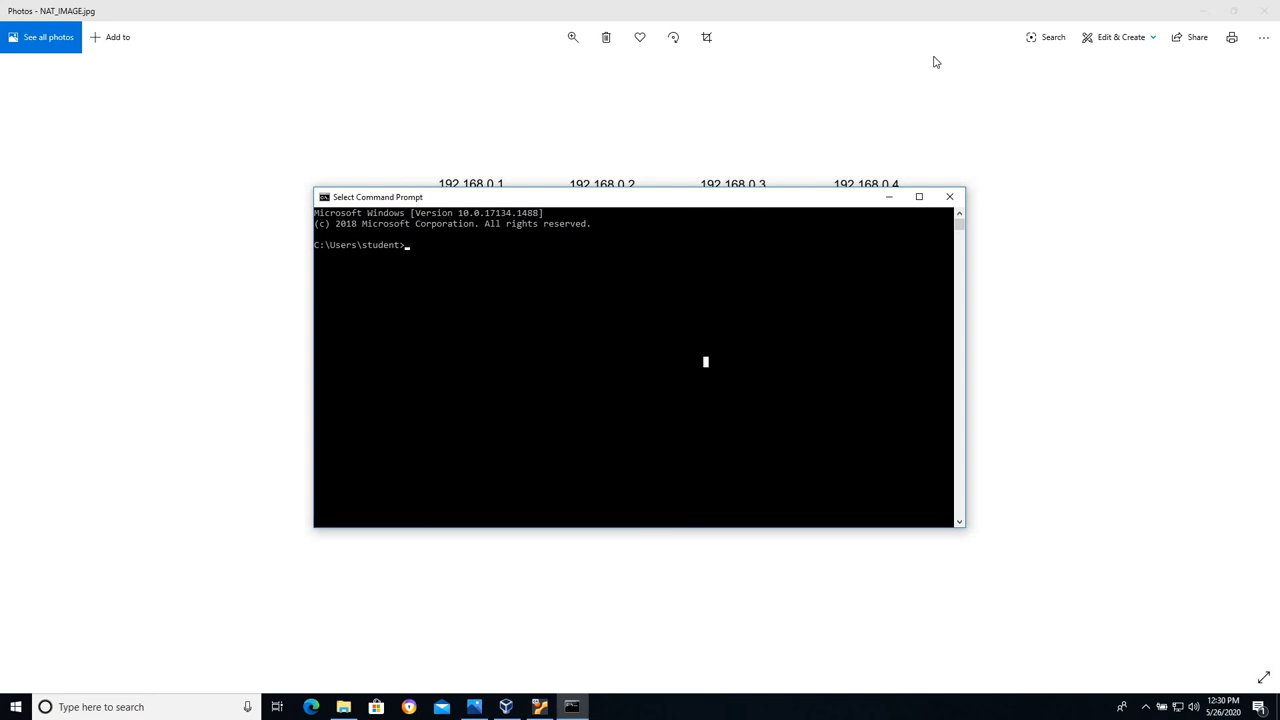 Photos - NAT_IMAGE.jpg
See all photos
Add to
Search
Edit & Create
Share
192.168.0.1 192.168.0.2 192.168.0.3 192.168.0.4
Select Command Prompt
Microsoft Windows [Version 10.0.17134.1488]
(c) 2018 Microsoft Corporation. All rights reserved.
C:\Users\student>
Type here to search
12:30 PM
5/26/2020
1